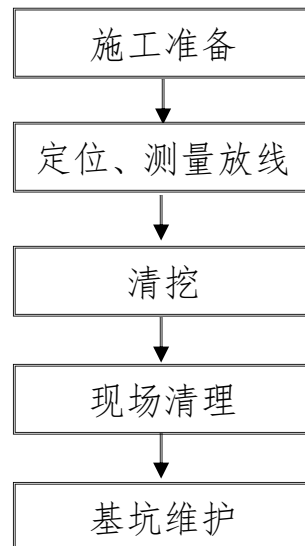 施工准备
定位、测量放线
清挖
现场清理
基坑维护